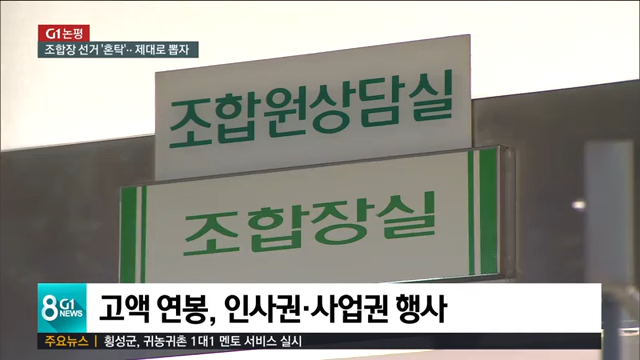 G1논평
조합장 선거 '혼탁'‥ 제대로 뽑자
조합원상담실
조합장실
8 G1 NEWS
고액 연봉, 인사권·사업권 행사
주요뉴스 횡성군, 귀농귀촌 1대1 멘토 서비스 실시